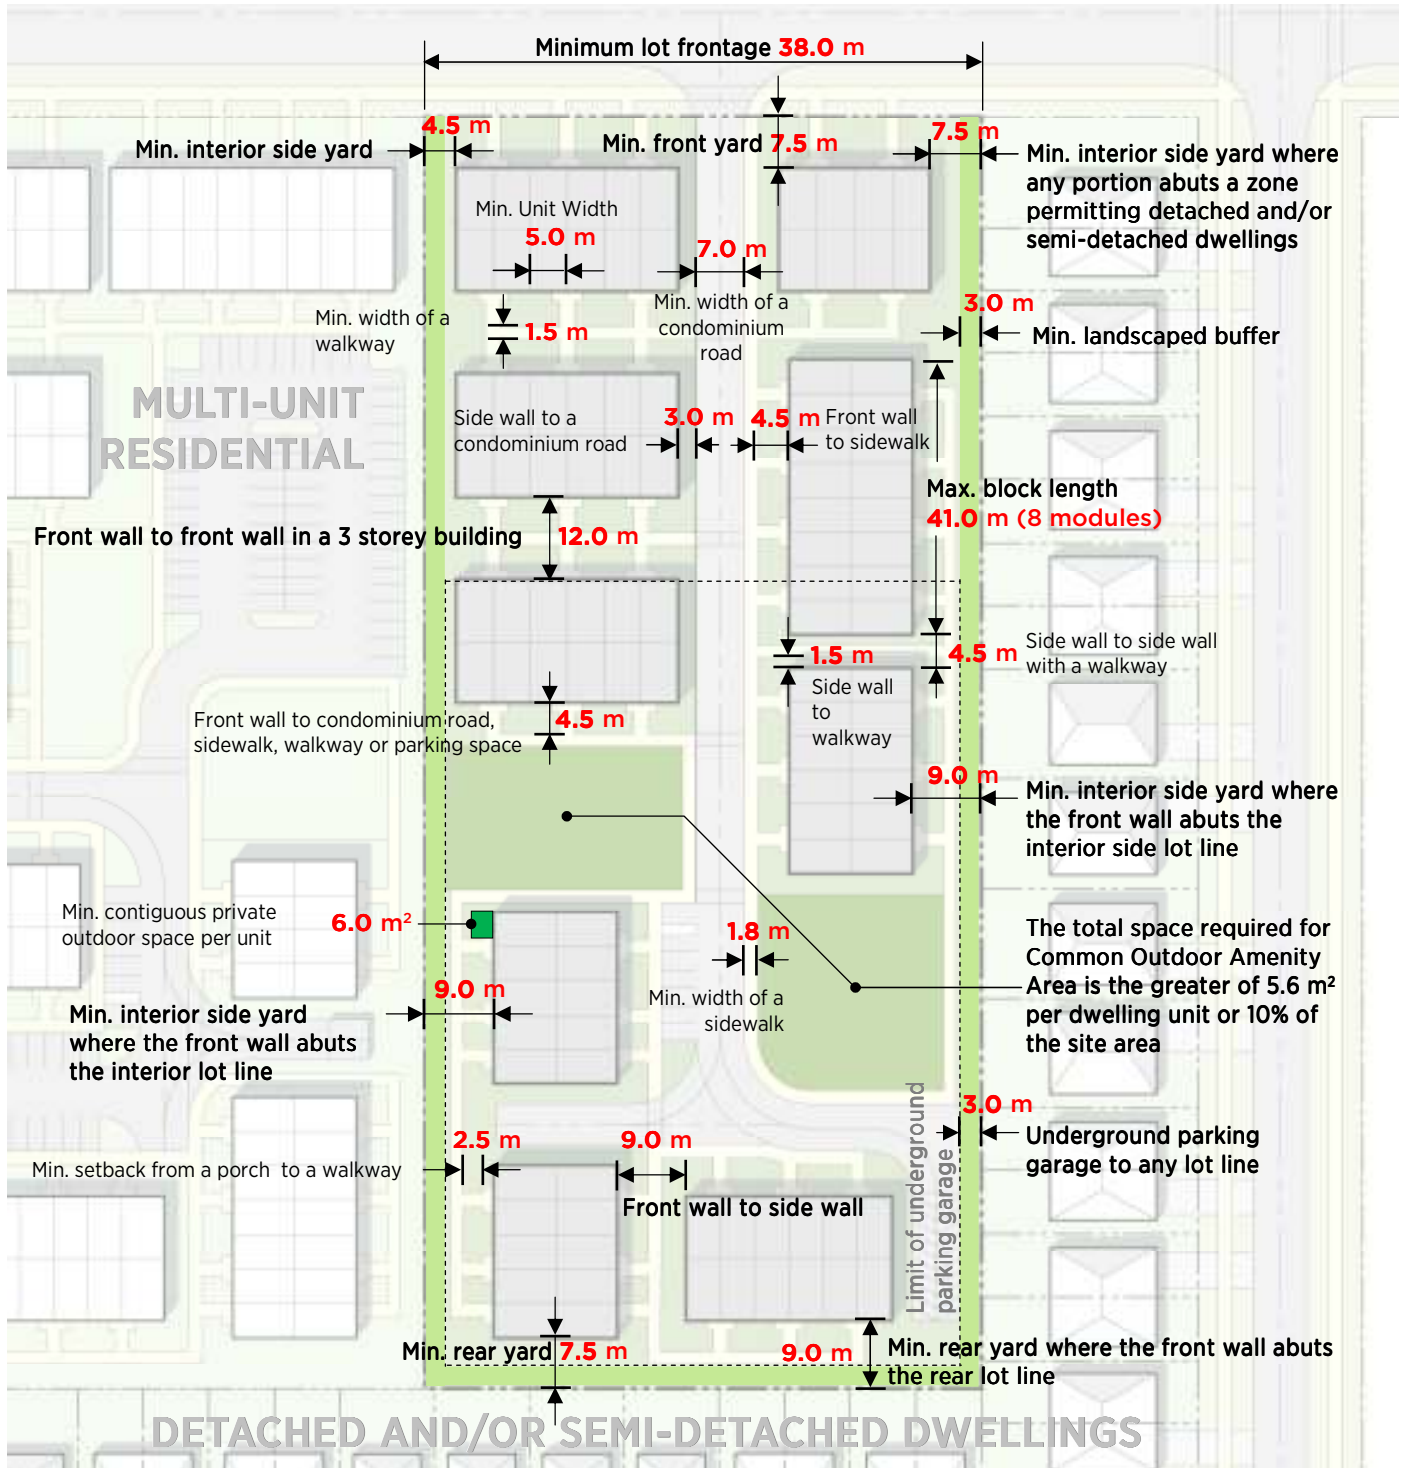 Minimum lot frontage 38.0 m
4.5 m
Min. interior side yard
Min. front yard 7.5 m
7.5 m
Min. interior side yard where
any portion abuts a zone
permitting detached and/or
semi-detached dwellings
Min. Unit Width
5.0 m
7.0 m
Min. width of a
condominium
road
Min. width of a
walkway
1.5 m
3.0 m
Min. landscaped buffer
MULTI-UNIT
RESIDENTIAL
Side wall to a
condominium road
3.0 m
4.5 m
Front wall
to sidewalk
Max. block length
41.0 m (8 modules)
Front wall to front wall in a 3 storey building
12.0 m
1.5 m
Side wall
to
walkway
4.5 m
Side wall to side wall
with a walkway
Front wall to condominium road,
sidewalk, walkway or parking space
4.5 m
9.0 m
Min. interior side yard where
the front wall abuts the
interior side lot line
Min. contiguous private
outdoor space per unit
6.0 m²
1.8 m
Min. width of a
sidewalk
The total space required for
Common Outdoor Amenity
Area is the greater of 5.6 m²
per dwelling unit or 10% of
the site area
9.0 m
Min. interior side yard
where the front wall abuts
the interior lot line
3.0 m
Underground parking
garage to any lot line
Limit of underground
parking garage
2.5 m
Min. setback from a porch to a walkway
9.0 m
Front wall to side wall
Min. rear yard 7.5 m
9.0 m
Min. rear yard where the front wall abuts
the rear lot line
DETACHED AND/OR SEMI-DETACHED DWELLINGS